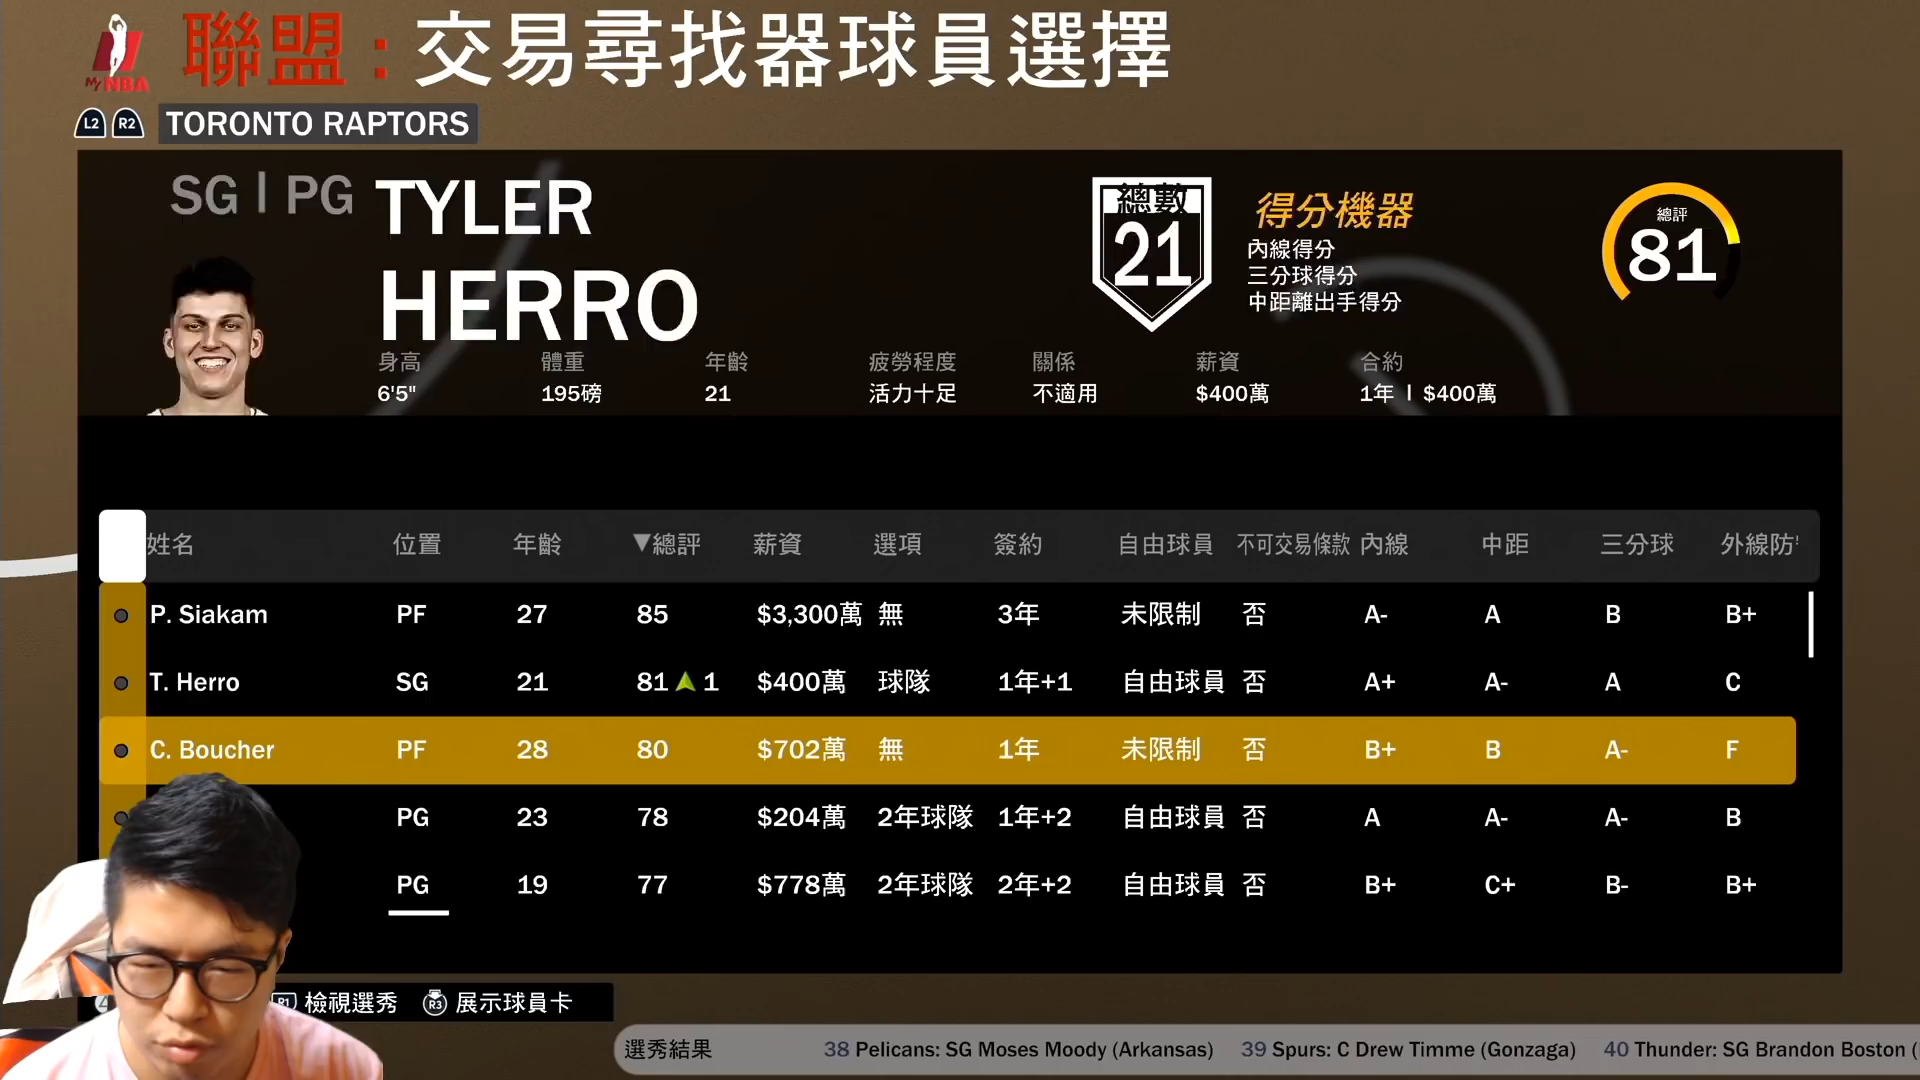 聯盟：交易尋找器球員選擇
My NBA
L2 R2 TORONTO RAPTORS
SG | PG TYLER HERRO
總數 21
得分機器
內線得分
三分球得分
中距離出手得分
總評 81
身高 體重 年齡 疲勞程度 關係 薪資 合約
6'5" 195磅 21 活力十足 不適用 $400萬 1年 | $400萬
姓名 位置 年齡 ▼總評 薪資 選項 簽約 自由球員 不可交易條款 內線 中距 三分球 外線防
P. Siakam PF 27 85 $3,300萬 無 3年 未限制 否 A- A B B+
T. Herro SG 21 81 ▲ 1 $400萬 球隊 1年+1 自由球員 否 A+ A- A C
C. Boucher PF 28 80 $702萬 無 1年 未限制 否 B+ B A- F
PG 23 78 $204萬 2年球隊 1年+2 自由球員 否 A A- A- B
PG 19 77 $778萬 2年球隊 2年+2 自由球員 否 B+ C+ B- B+
R1 檢視選秀 R3 展示球員卡
選秀結果 38 Pelicans: SG Moses Moody (Arkansas) 39 Spurs: C Drew Timme (Gonzaga) 40 Thunder: SG Brandon Boston (